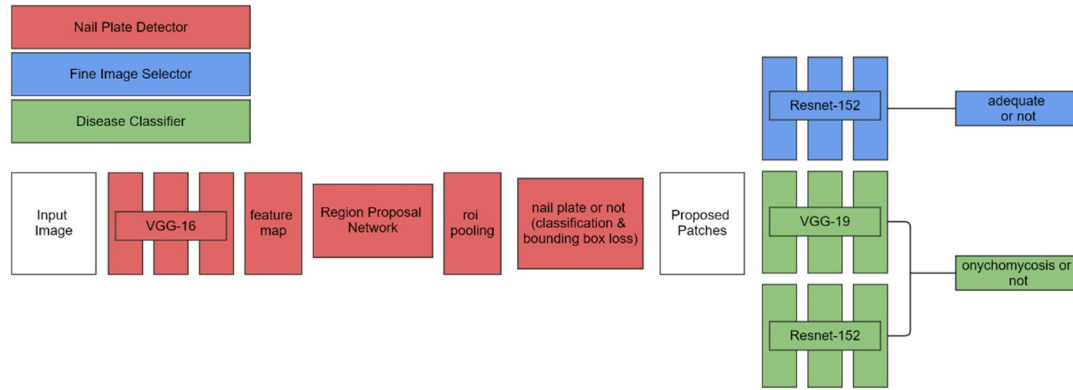 Nail Plate Detector
Fine Image Selector
Disease Classifier
Input
Image
VGG-16
feature
map
Region Proposal
Network
roi
pooling
nail plate or not
(classification &
bounding box loss)
Proposed
Patches
Resnet-152
adequate
or not
VGG-19
Resnet-152
onychomycosis or
not